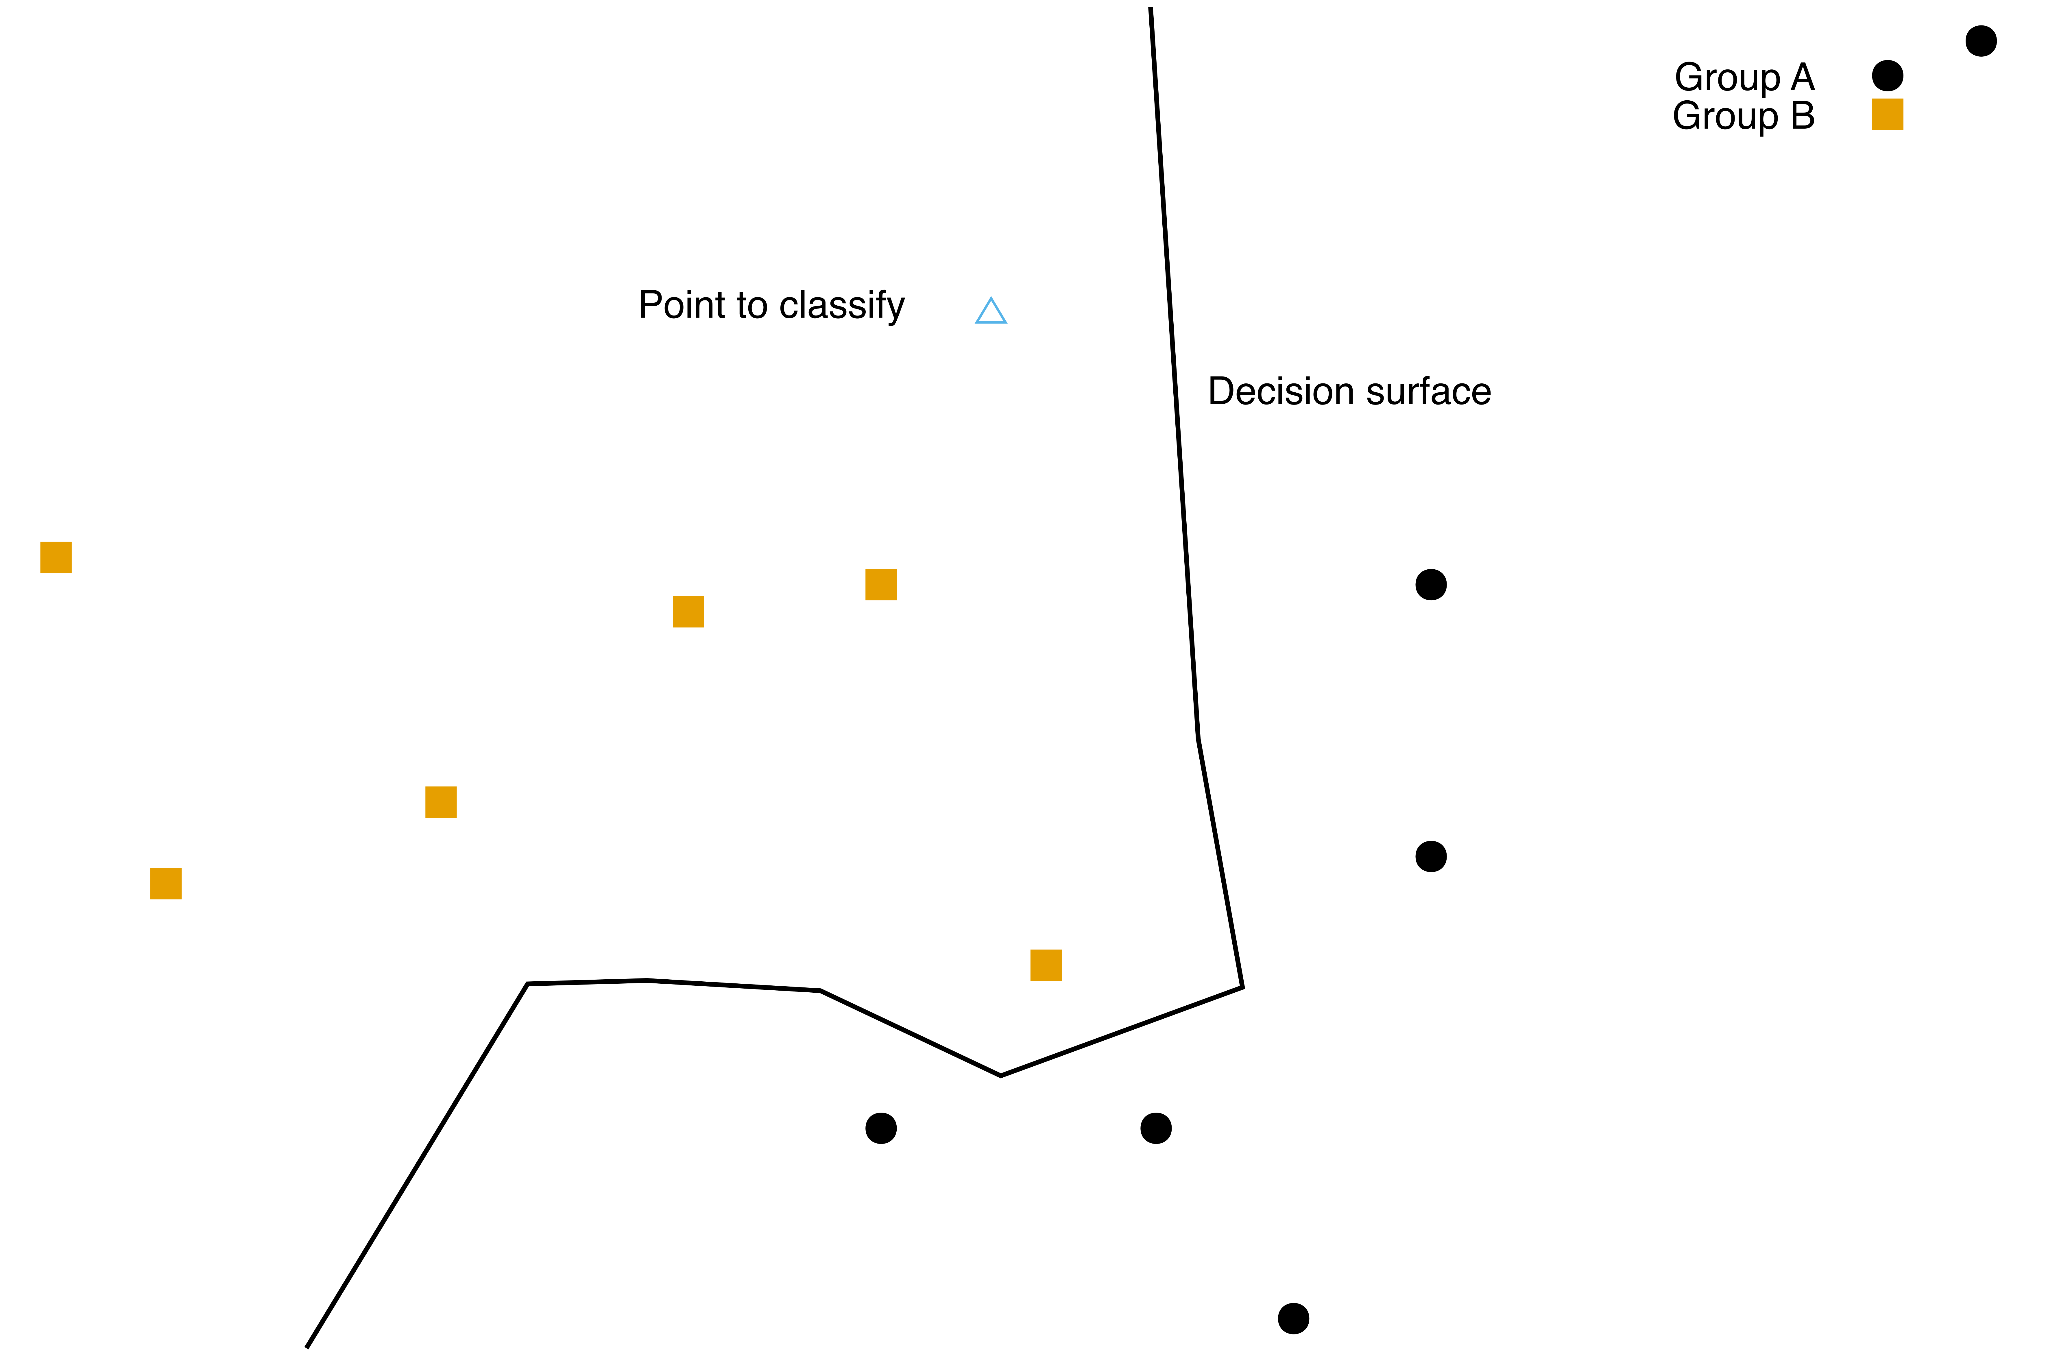 Group A
Group B
Point to classify
Decision surface